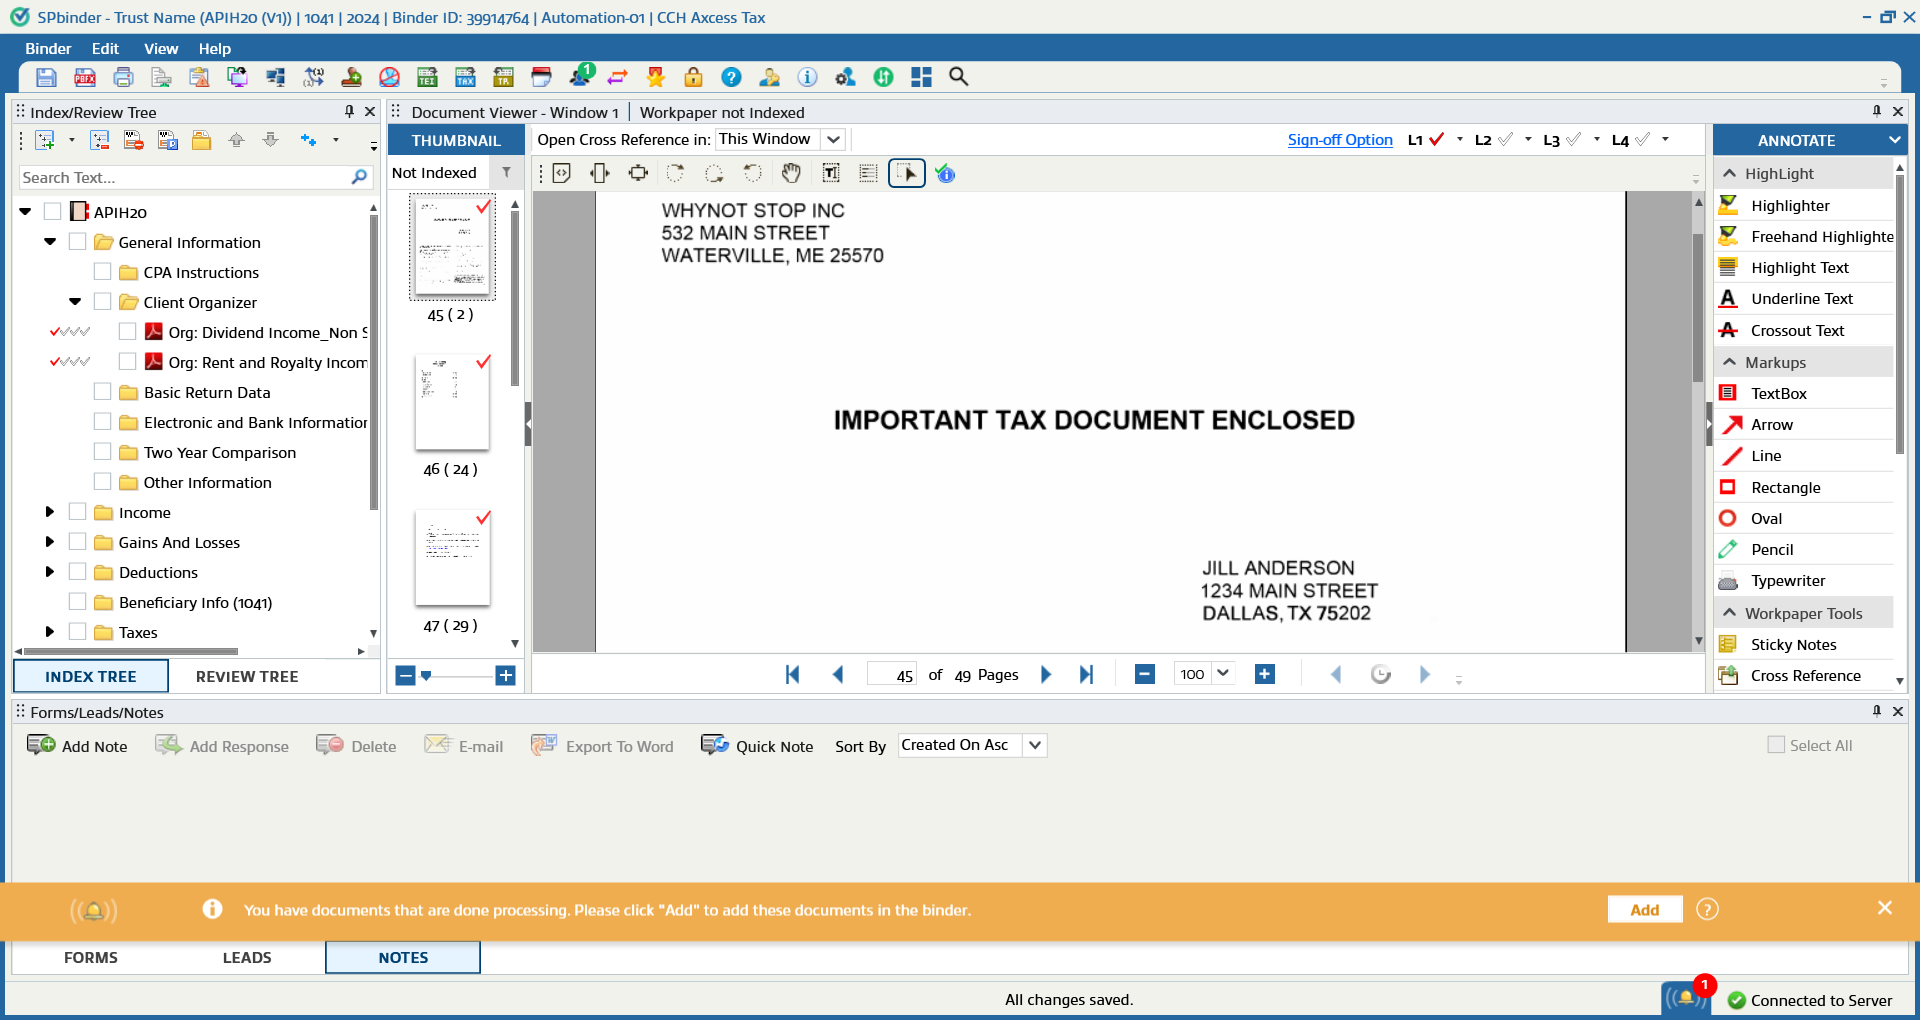 SPbinder - Trust Name (APIH20 (V1)) | 1041 | 2024 | Binder ID: 39914764 | Automation-01 | CCH Axcess Tax
Binder Edit View Help
1
Index/Review Tree
Search Text...
APIH20
General Information
CPA Instructions
Client Organizer
Org: Dividend Income_Non S
Org: Rent and Royalty Incom
Basic Return Data
Electronic and Bank Information
Two Year Comparison
Other Information
Income
Gains And Losses
Deductions
Beneficiary Info (1041)
Taxes
INDEX TREE REVIEW TREE
Document Viewer - Window 1 | Workpaper not Indexed
THUMBNAIL
Not Indexed
45 ( 2 )
46 ( 24 )
47 ( 29 )
Open Cross Reference in: This Window
Sign-off Option L1 L2 L3 L4
WHYNOT STOP INC
532 MAIN STREET
WATERVILLE, ME 25570
IMPORTANT TAX DOCUMENT ENCLOSED
JILL ANDERSON
1234 MAIN STREET
DALLAS, TX 75202
45 of 49 Pages 100
ANNOTATE
HighLight
Highlighter
Freehand Highlighte
Highlight Text
Underline Text
Crossout Text
Markups
TextBox
Arrow
Line
Rectangle
Oval
Pencil
Typewriter
Workpaper Tools
Sticky Notes
Cross Reference
Forms/Leads/Notes
Add Note Add Response Delete E-mail Export To Word Quick Note Sort By Created On Asc Select All
You have documents that are done processing. Please click "Add" to add these documents in the binder. Add
FORMS LEADS NOTES
All changes saved.
1
Connected to Server